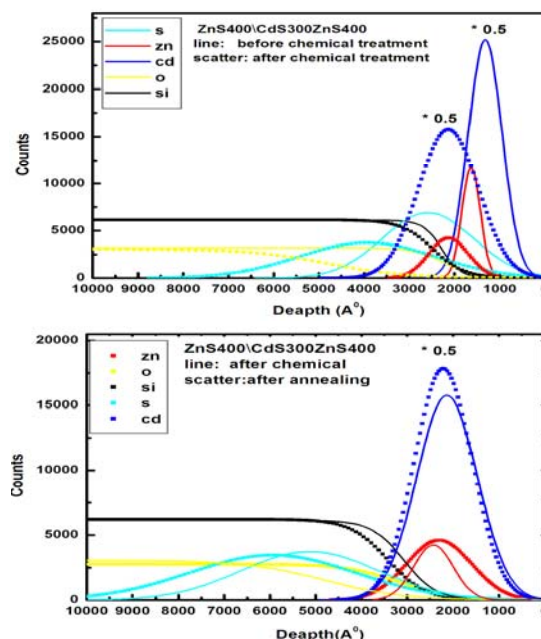 ZnS400\CdS300ZnS400
line: before chemical treatment
scatter: after chemical treatment
s
zn
cd
o
si
* 0.5
* 0.5
Counts
25000
20000
15000
10000
5000
0
10000 9000 8000 7000 6000 5000 4000 3000 2000 1000
Deapth (A°)
ZnS400\CdS300ZnS400
line: after chemical
scatter:after annealing
zn
o
si
s
cd
* 0.5
Counts
20000
15000
10000
5000
0
10000 9000 8000 7000 6000 5000 4000 3000 2000 1000
Deapth(A°)